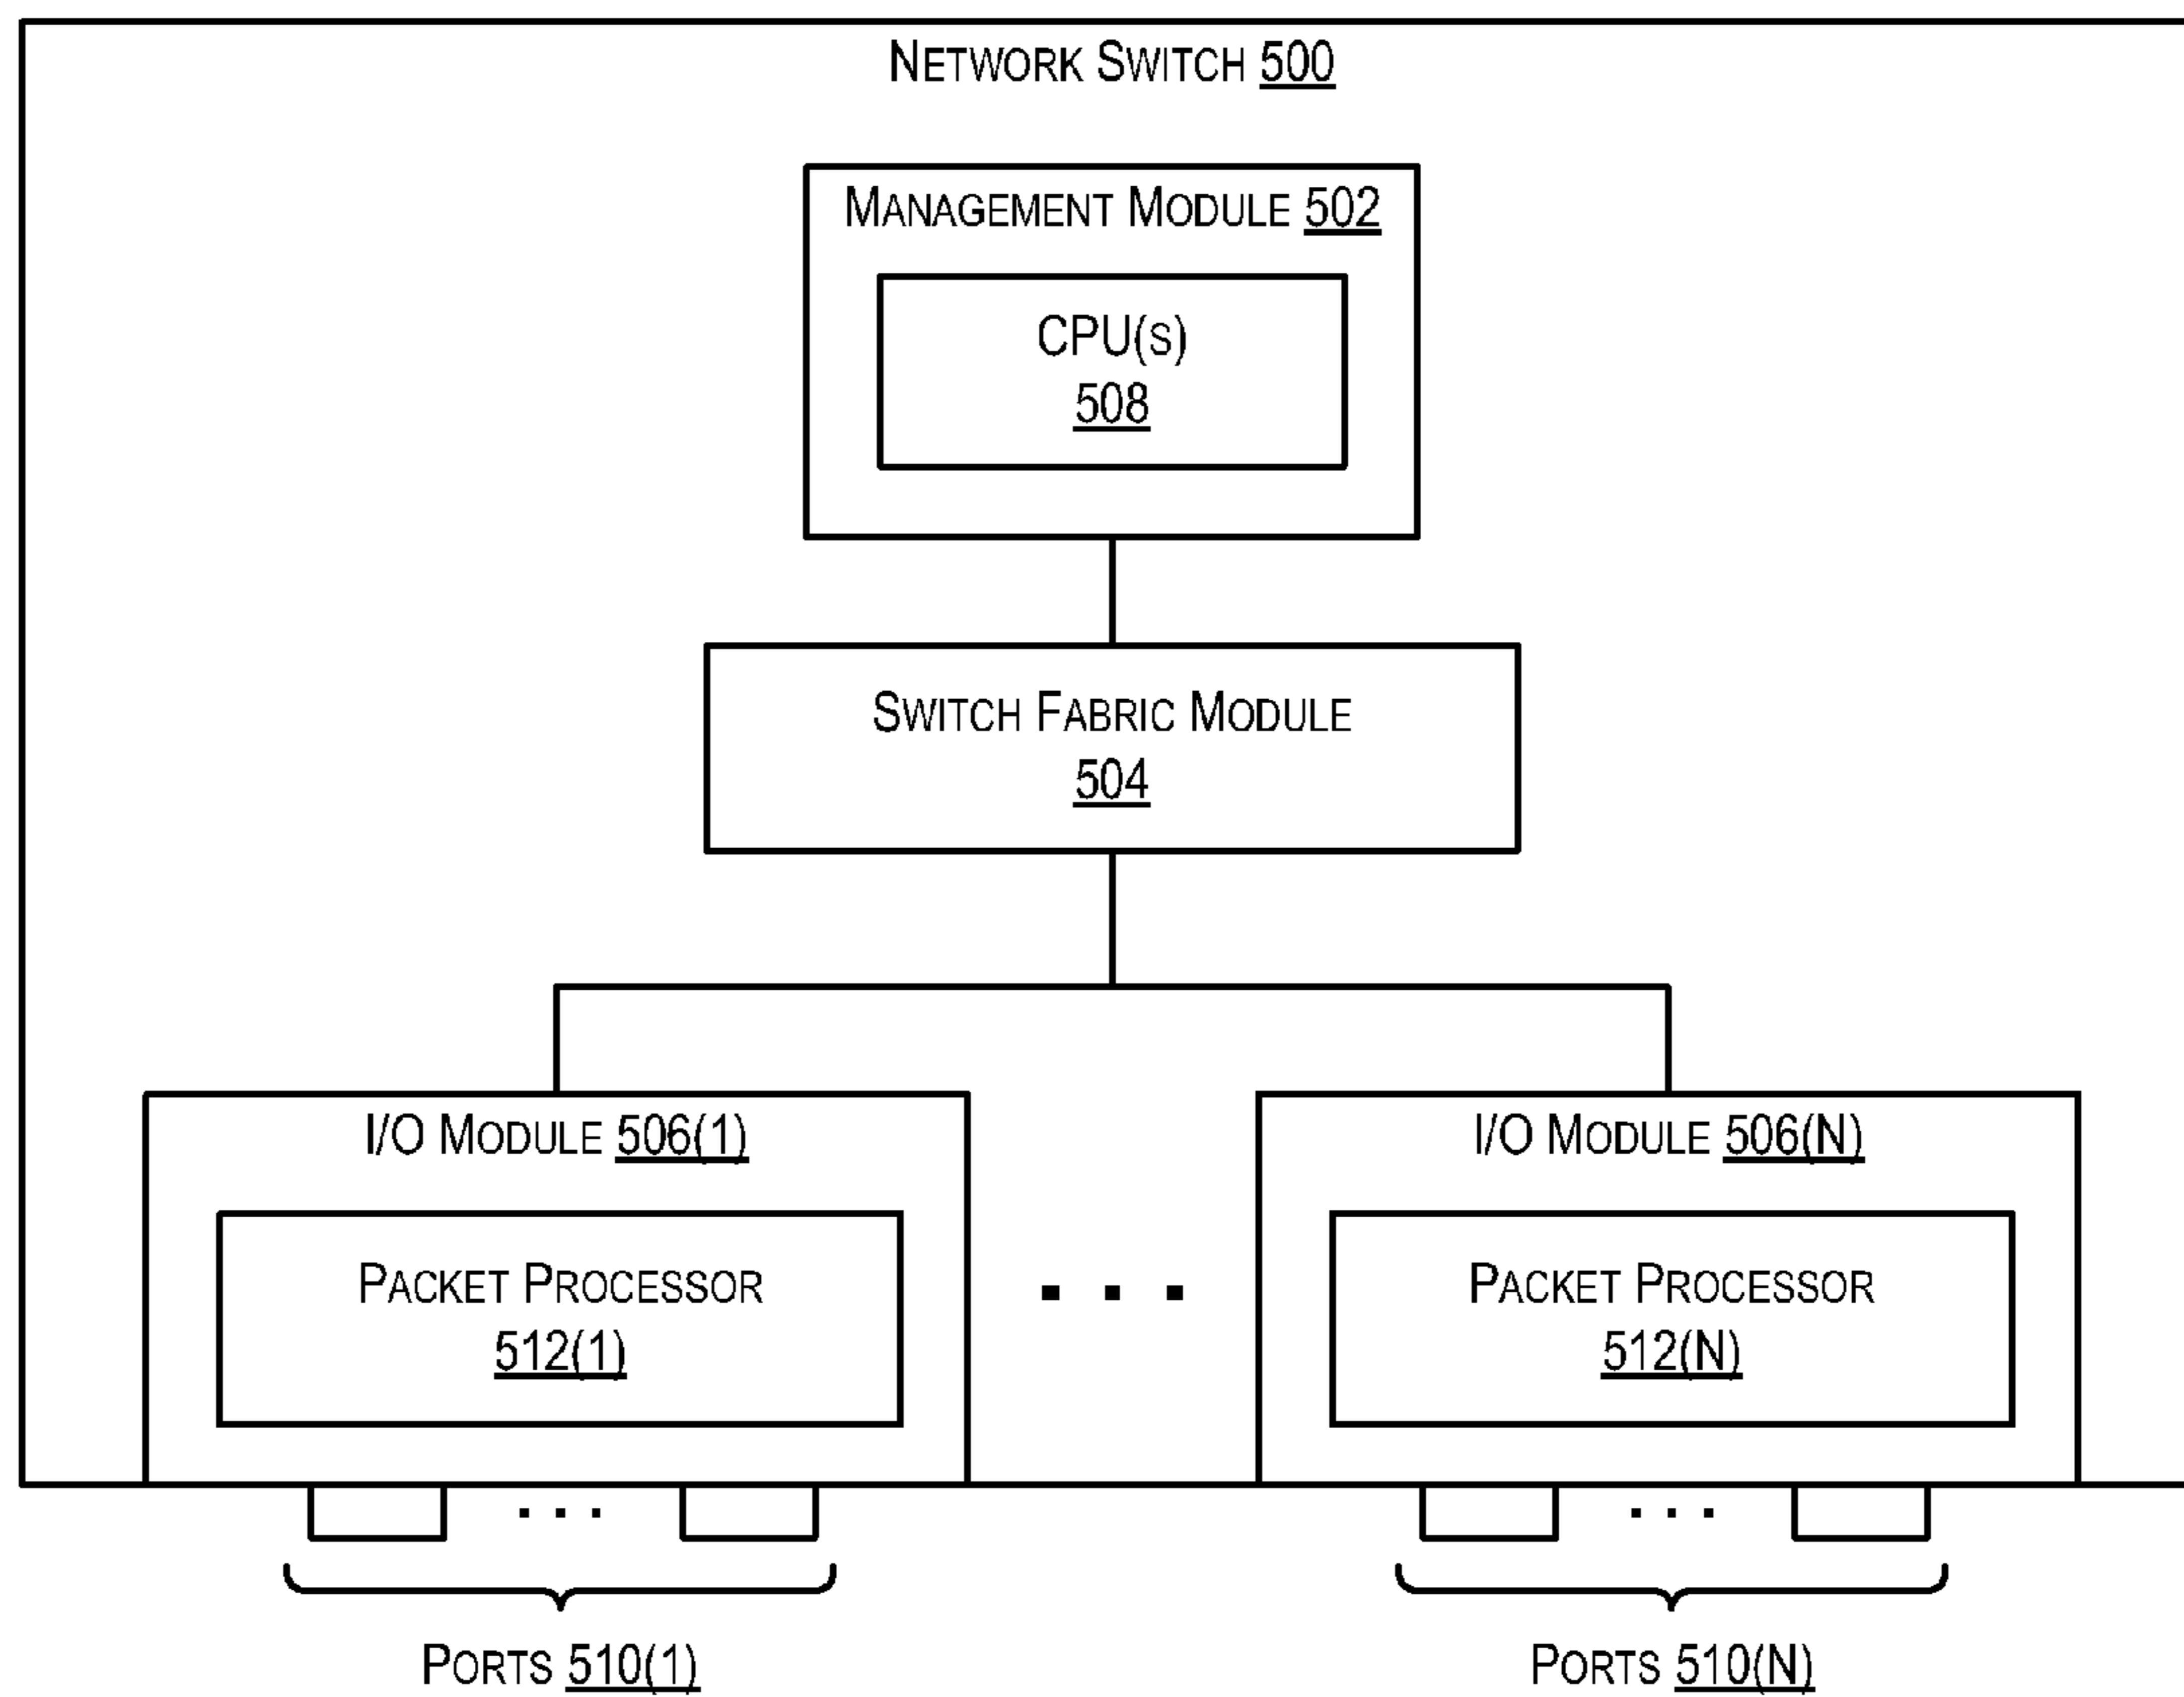 Network Switch 500
Management Module 502
CPU(s)
508
Switch Fabric Module
504
I/O Module 506(1)
I/O Module 506(N)
Packet Processor
512(1)
. . .
Packet Processor
512(N)
. . .
. . .
Ports 510(1)
Ports 510(N)